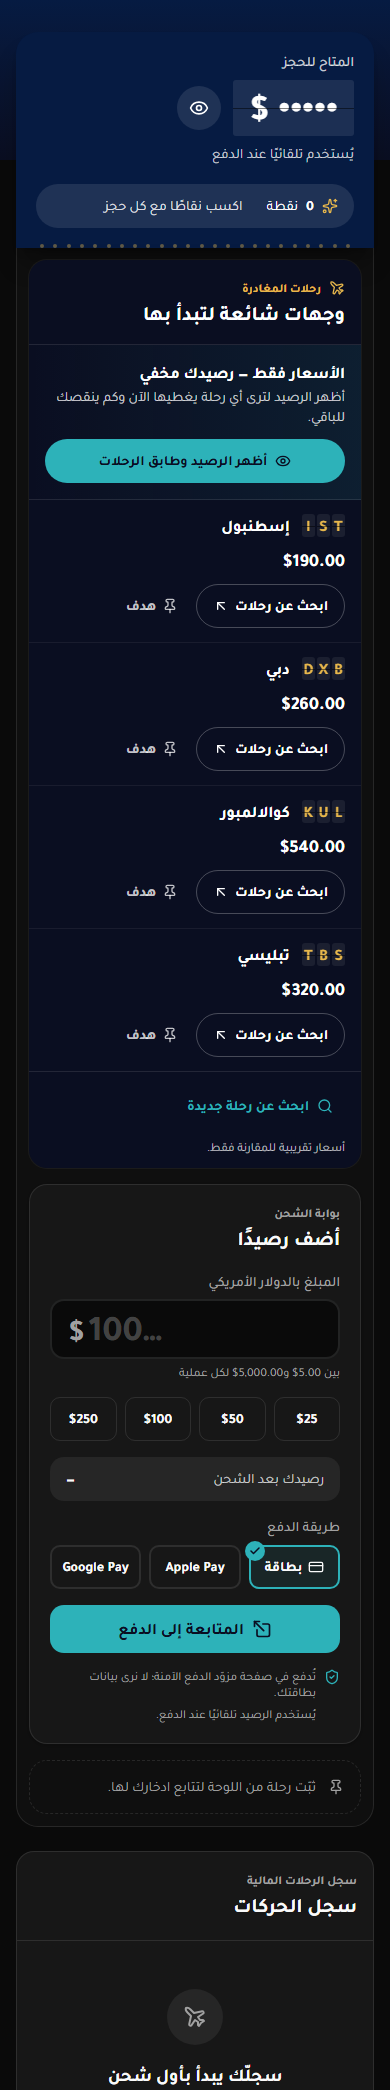 المتاح للحجز
$ •••••
يُستخدم تلقائيًا عند الدفع
0 نقطة اكسب نقاطًا مع كل حجز
رحلات المغادرة
وجهات شائعة لتبدأ بها
الأسعار فقط — رصيدك مخفي
أظهر الرصيد لترى أي رحلة يغطيها الآن وكم ينقصك
للباقي.
أظهر الرصيد وطابق الرحلات
IST إسطنبول
$190.00
ابحث عن رحلات هدف
DXB دبي
$260.00
ابحث عن رحلات هدف
KUL كوالالمبور
$540.00
ابحث عن رحلات هدف
TBS تبليسي
$320.00
ابحث عن رحلات هدف
ابحث عن رحلة جديدة
أسعار تقريبية للمقارنة فقط.
بوابة الشحن
أضف رصيدًا
المبلغ بالدولار الأمريكي
$ 100...
بين $5.00 و$5,000.00 لكل عملية
$25 $50 $100 $250
رصيدك بعد الشحن –
طريقة الدفع
بطاقة Apple Pay Google Pay
المتابعة إلى الدفع
تُدفع في صفحة مزوّد الدفع الآمنة؛ لا نرى بيانات
بطاقتك.
يُستخدم الرصيد تلقائيًا عند الدفع.
ثبّت رحلة من اللوحة لتتابع ادخارك لها.
سجل الرحلات المالية
سجل الحركات
سجلّك يبدأ بأول شحن